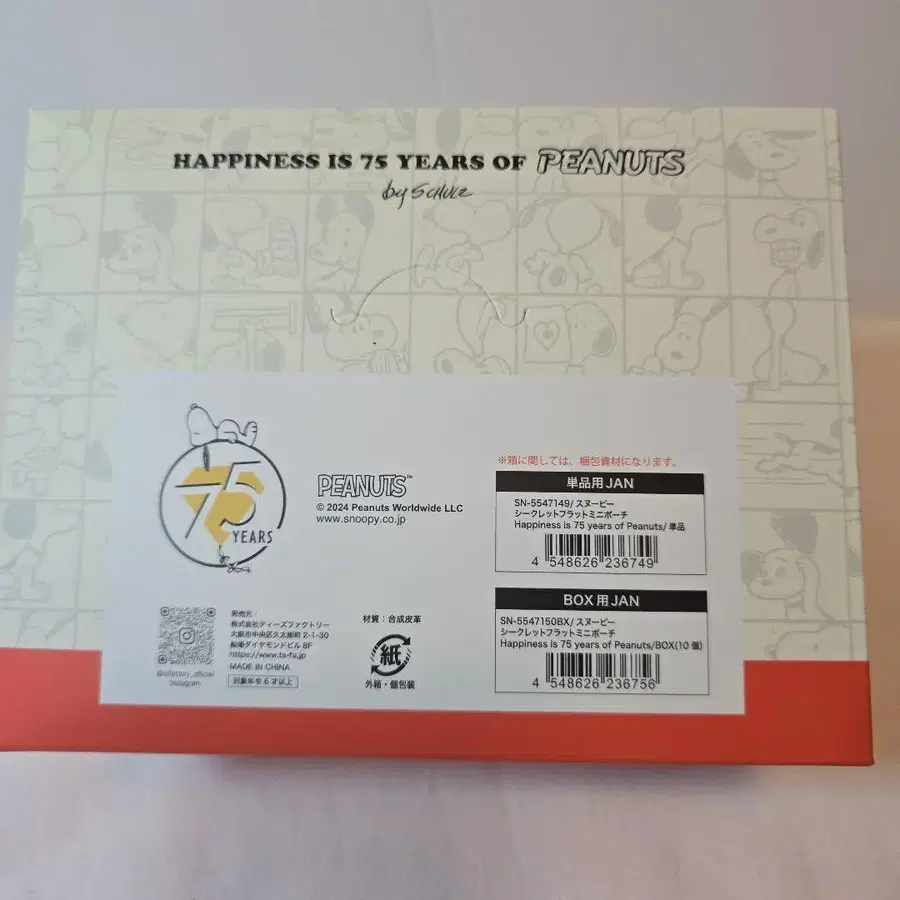 HAPPINESS IS 75 YEARS OF PEANUTS
by SCHULZ
75
YEARS
PEANUTS™
© 2024 Peanuts Worldwide LLC
www.snoopy.co.jp
※箱に関しては、梱包資材になります。
単品用JAN
SN-5547149/スヌーピー
シークレットフラットミニポーチ
Happiness is 75 years of Peanuts/ 単品
4 548626 236749
BOX用JAN
SN-5547150BX/スヌーピー
シークレットフラットミニポーチ
Happiness is 75 years of Peanuts/BOX(10個)
4 548626 236756
発売元:
株式会社ティーズファクトリー
大阪市中央区久太郎町 2-1-30
船場ダイヤモンドビル 8F
https://www.ts-fa.jp
MADE IN CHINA
対象年令6才以上
Instagram
材質:合成皮革
紙
外箱・個包装